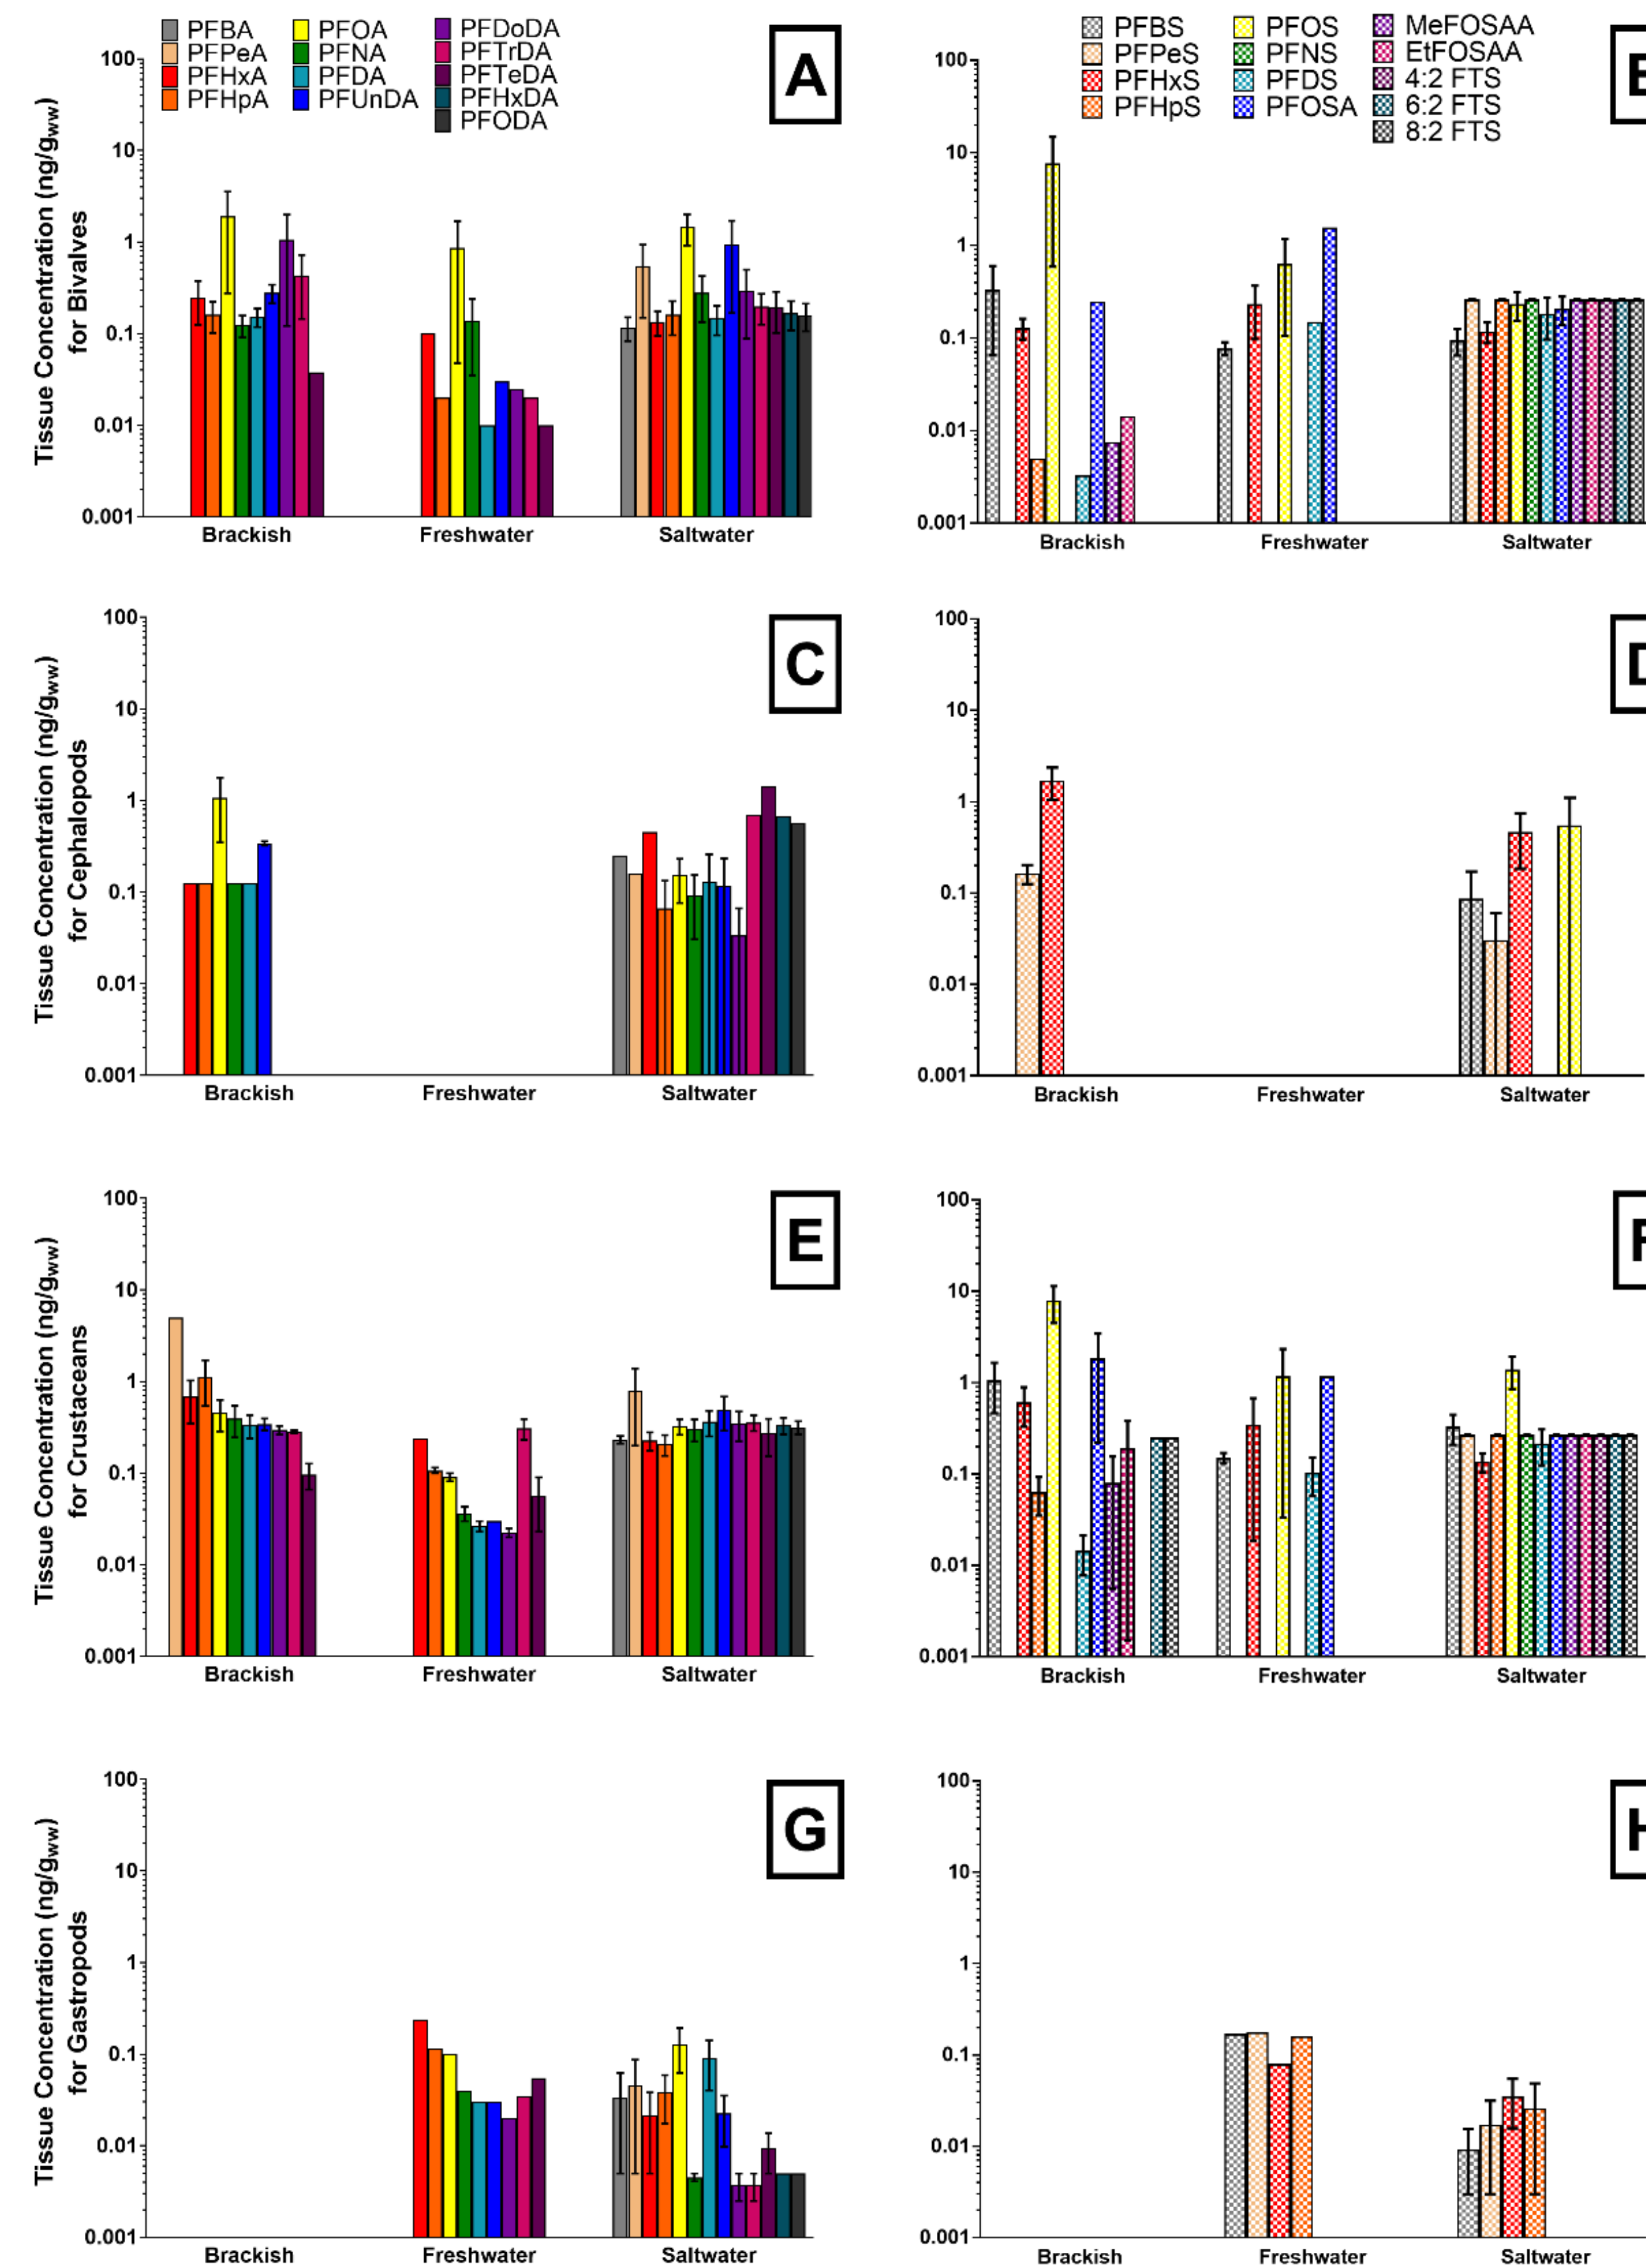 PFBA
PFPeA
PFHxA
PFHpA
PFOA
PFNA
PFDA
PFUnDA
PFDoDA
PFTrDA
PFTeDA
PFHxDA
PFODA
A
Tissue Concentration (ng/gww)
for Bivalves
100
10
1
0.1
0.01
0.001
Brackish Freshwater Saltwater
PFBS
PFPeS
PFHxS
PFHpS
PFOS
PFNS
PFDS
PFOSA
MeFOSAA
EtFOSAA
4:2 FTS
6:2 FTS
8:2 FTS
100
10
1
0.1
0.01
0.001
Brackish Freshwater Saltwater
C
Tissue Concentration (ng/gww)
for Cephalopods
100
10
1
0.1
0.01
0.001
Brackish Freshwater Saltwater
100
10
1
0.1
0.01
0.001
Brackish Freshwater Saltwater
E
Tissue Concentration (ng/gww)
for Crustaceans
100
10
1
0.1
0.01
0.001
Brackish Freshwater Saltwater
100
10
1
0.1
0.01
0.001
Brackish Freshwater Saltwater
G
Tissue Concentration (ng/gww)
for Gastropods
100
10
1
0.1
0.01
0.001
Brackish Freshwater Saltwater
100
10
1
0.1
0.01
0.001
Brackish Freshwater Saltwater